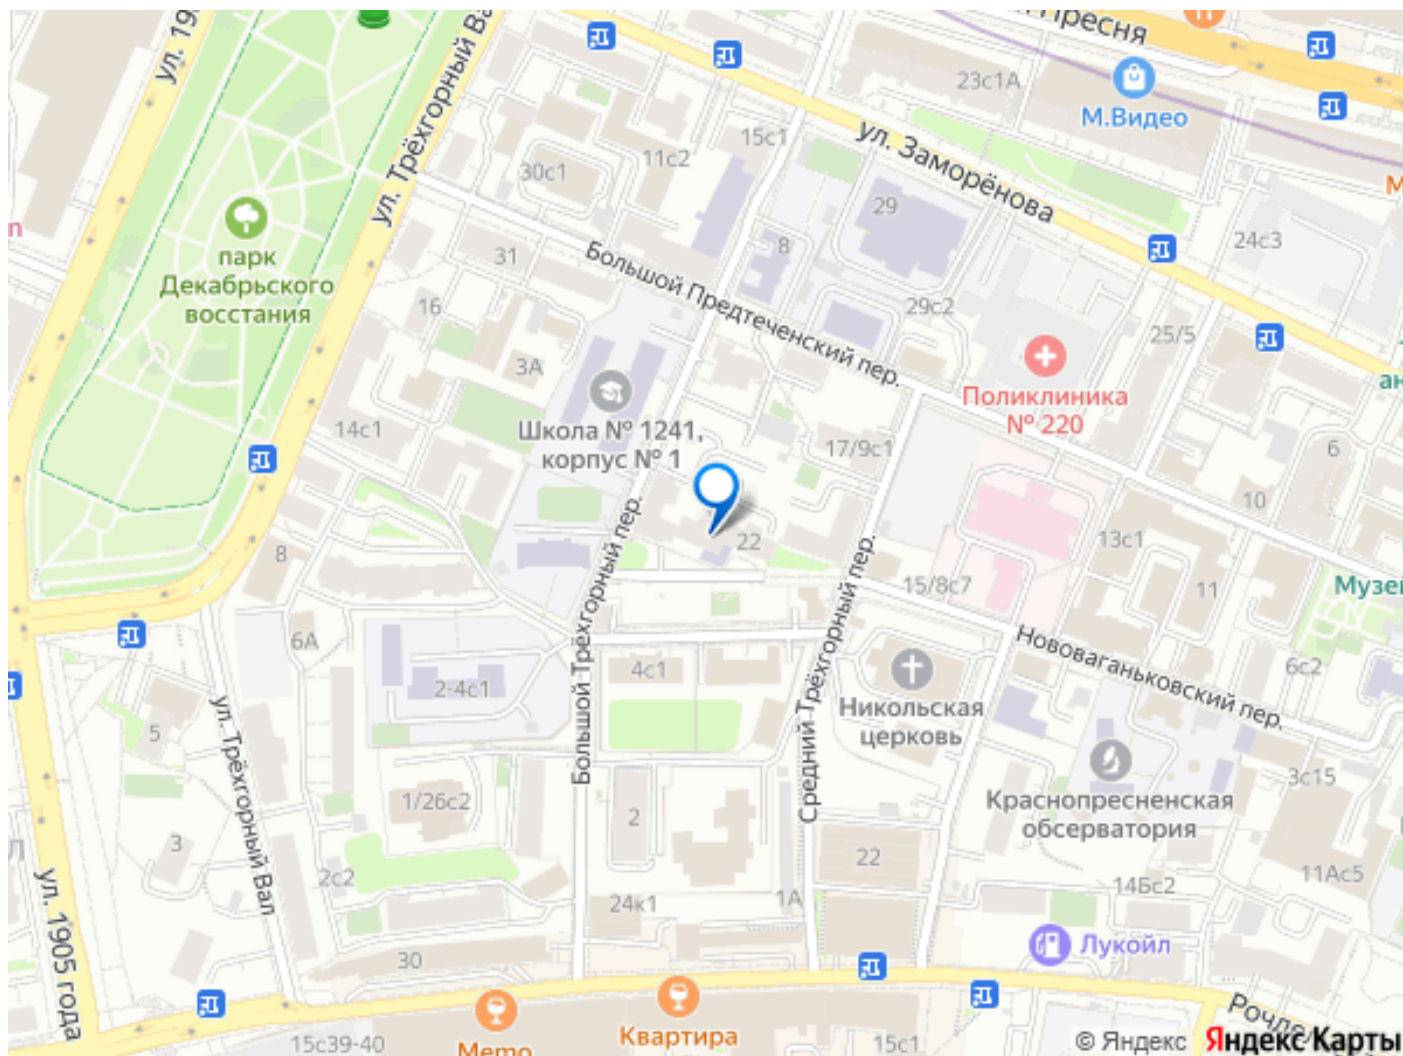 ул. 19
Пресня
23с1А
М.Видео
ул. Трёхгорный Вал
15с1
11с2
30с1
ул. Заморёнова
29
8
24с3
парк
Декабрьского
восстания
31
Большой Предтеченский пер.
16
29с2
25/5
3А
Поликлиника
№ 220
ан
14с1
Школа № 1241,
корпус № 1
17/9с1
6
10
22
13с1
8
Большой Трёхгорный пер.
Средний Трёхгорный пер.
15/8с7
11
Музей
6А
Нововаганьковский пер.
6с2
4с1
2-4с1
Никольская
церковь
5
ул. Трёхгорный Вал
3с15
Краснопресненская
обсерватория
1/26с2
2
3
22
2с2
11Ас5
14Бс2
24к1
1А
ул. 1905 года
Лукойл
30
Рочдел
Квартира
15с39-40
Мето
15с1
© Яндекс Яндекс Карты